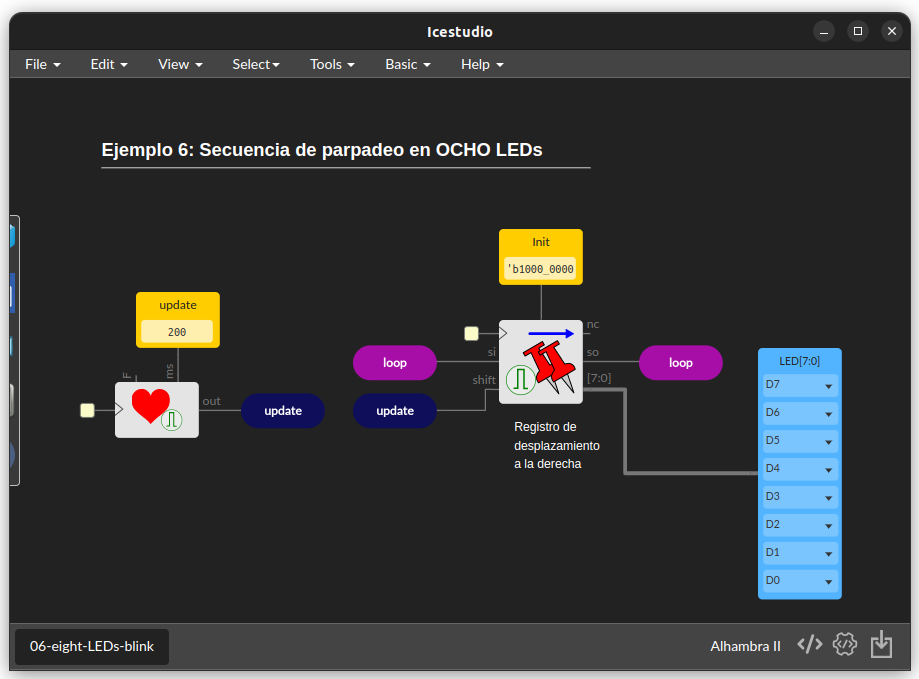 Icestudio
File Edit View Select Tools Basic Help
Ejemplo 6: Secuencia de parpadeo en OCHO LEDs
Init
'b1000_0000
update
200
F
ms
out
update
loop
update
si
shift
nc
so
[7:0]
loop
Registro de
desplazamiento
a la derecha
LED[7:0]
D7
D6
D5
D4
D3
D2
D1
D0
06-eight-LEDs-blink
Alhambra II